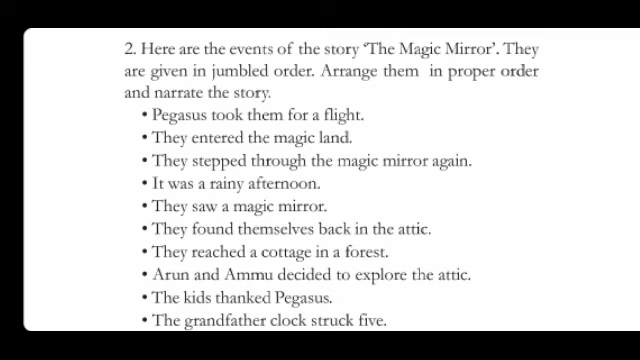 2. Here are the events of the story ‘The Magic Mirror’. They
are given in jumbled order. Arrange them in proper order
and narrate the story.
• Pegasus took them for a flight.
• They entered the magic land.
• They stepped through the magic mirror again.
• It was a rainy afternoon.
• They saw a magic mirror.
• They found themselves back in the attic.
• They reached a cottage in a forest.
• Arun and Ammu decided to explore the attic.
• The kids thanked Pegasus.
• The grandfather clock struck five.